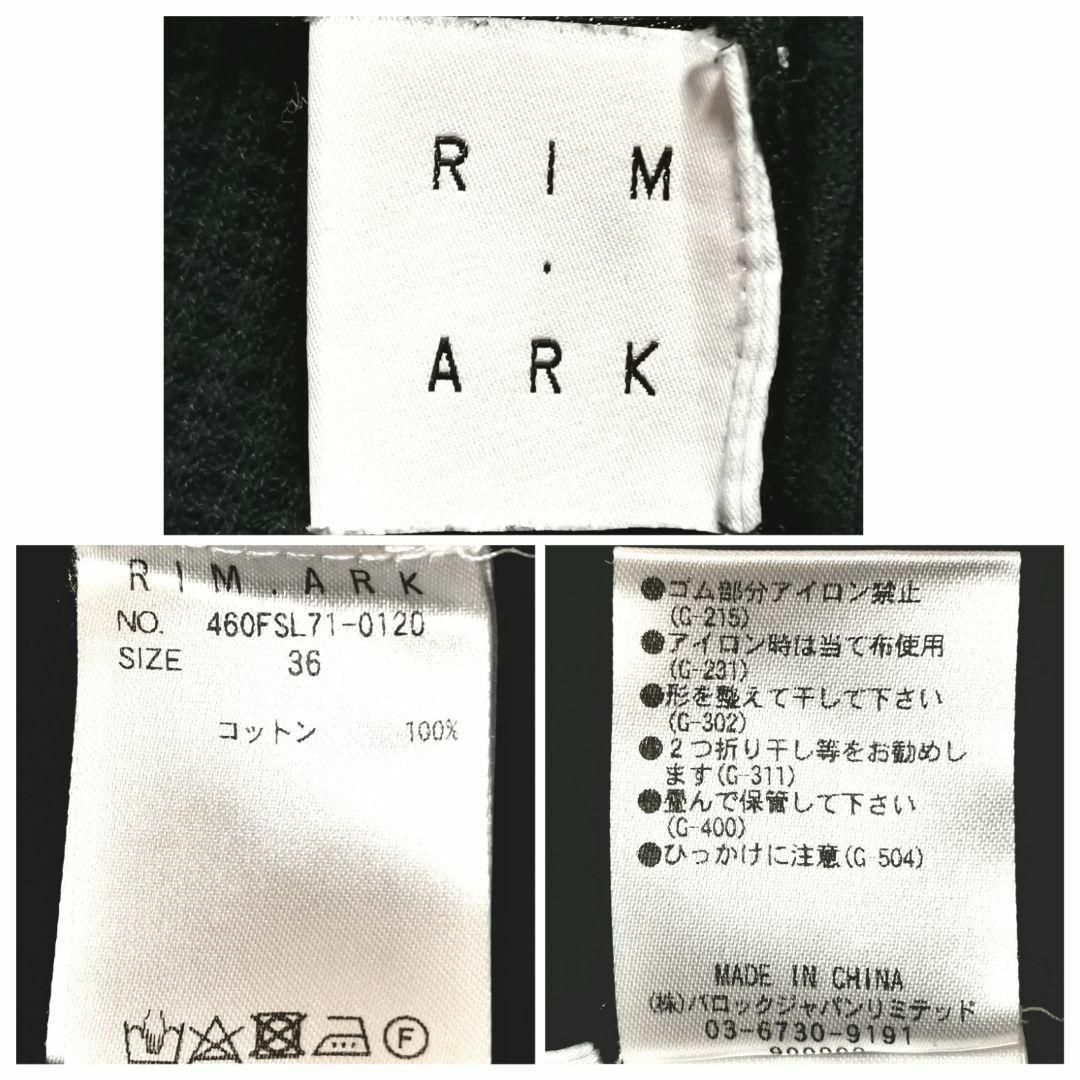 RIM
.
ARK
RIM.ARK
NO. 460FSL71-0120
SIZE 36
コットン 100%
F
●ゴム部分アイロン禁止
(G-215)
●アイロン時は当て布使用
(G-231)
●形を整えて干して下さい
(G-302)
●2つ折り干し等をお勧めし
ます(G-311)
●畳んで保管して下さい
(G-400)
●ひっかけに注意(G-504)
MADE IN CHINA
(株)バロックジャパンリミテッド
03-6730-9191